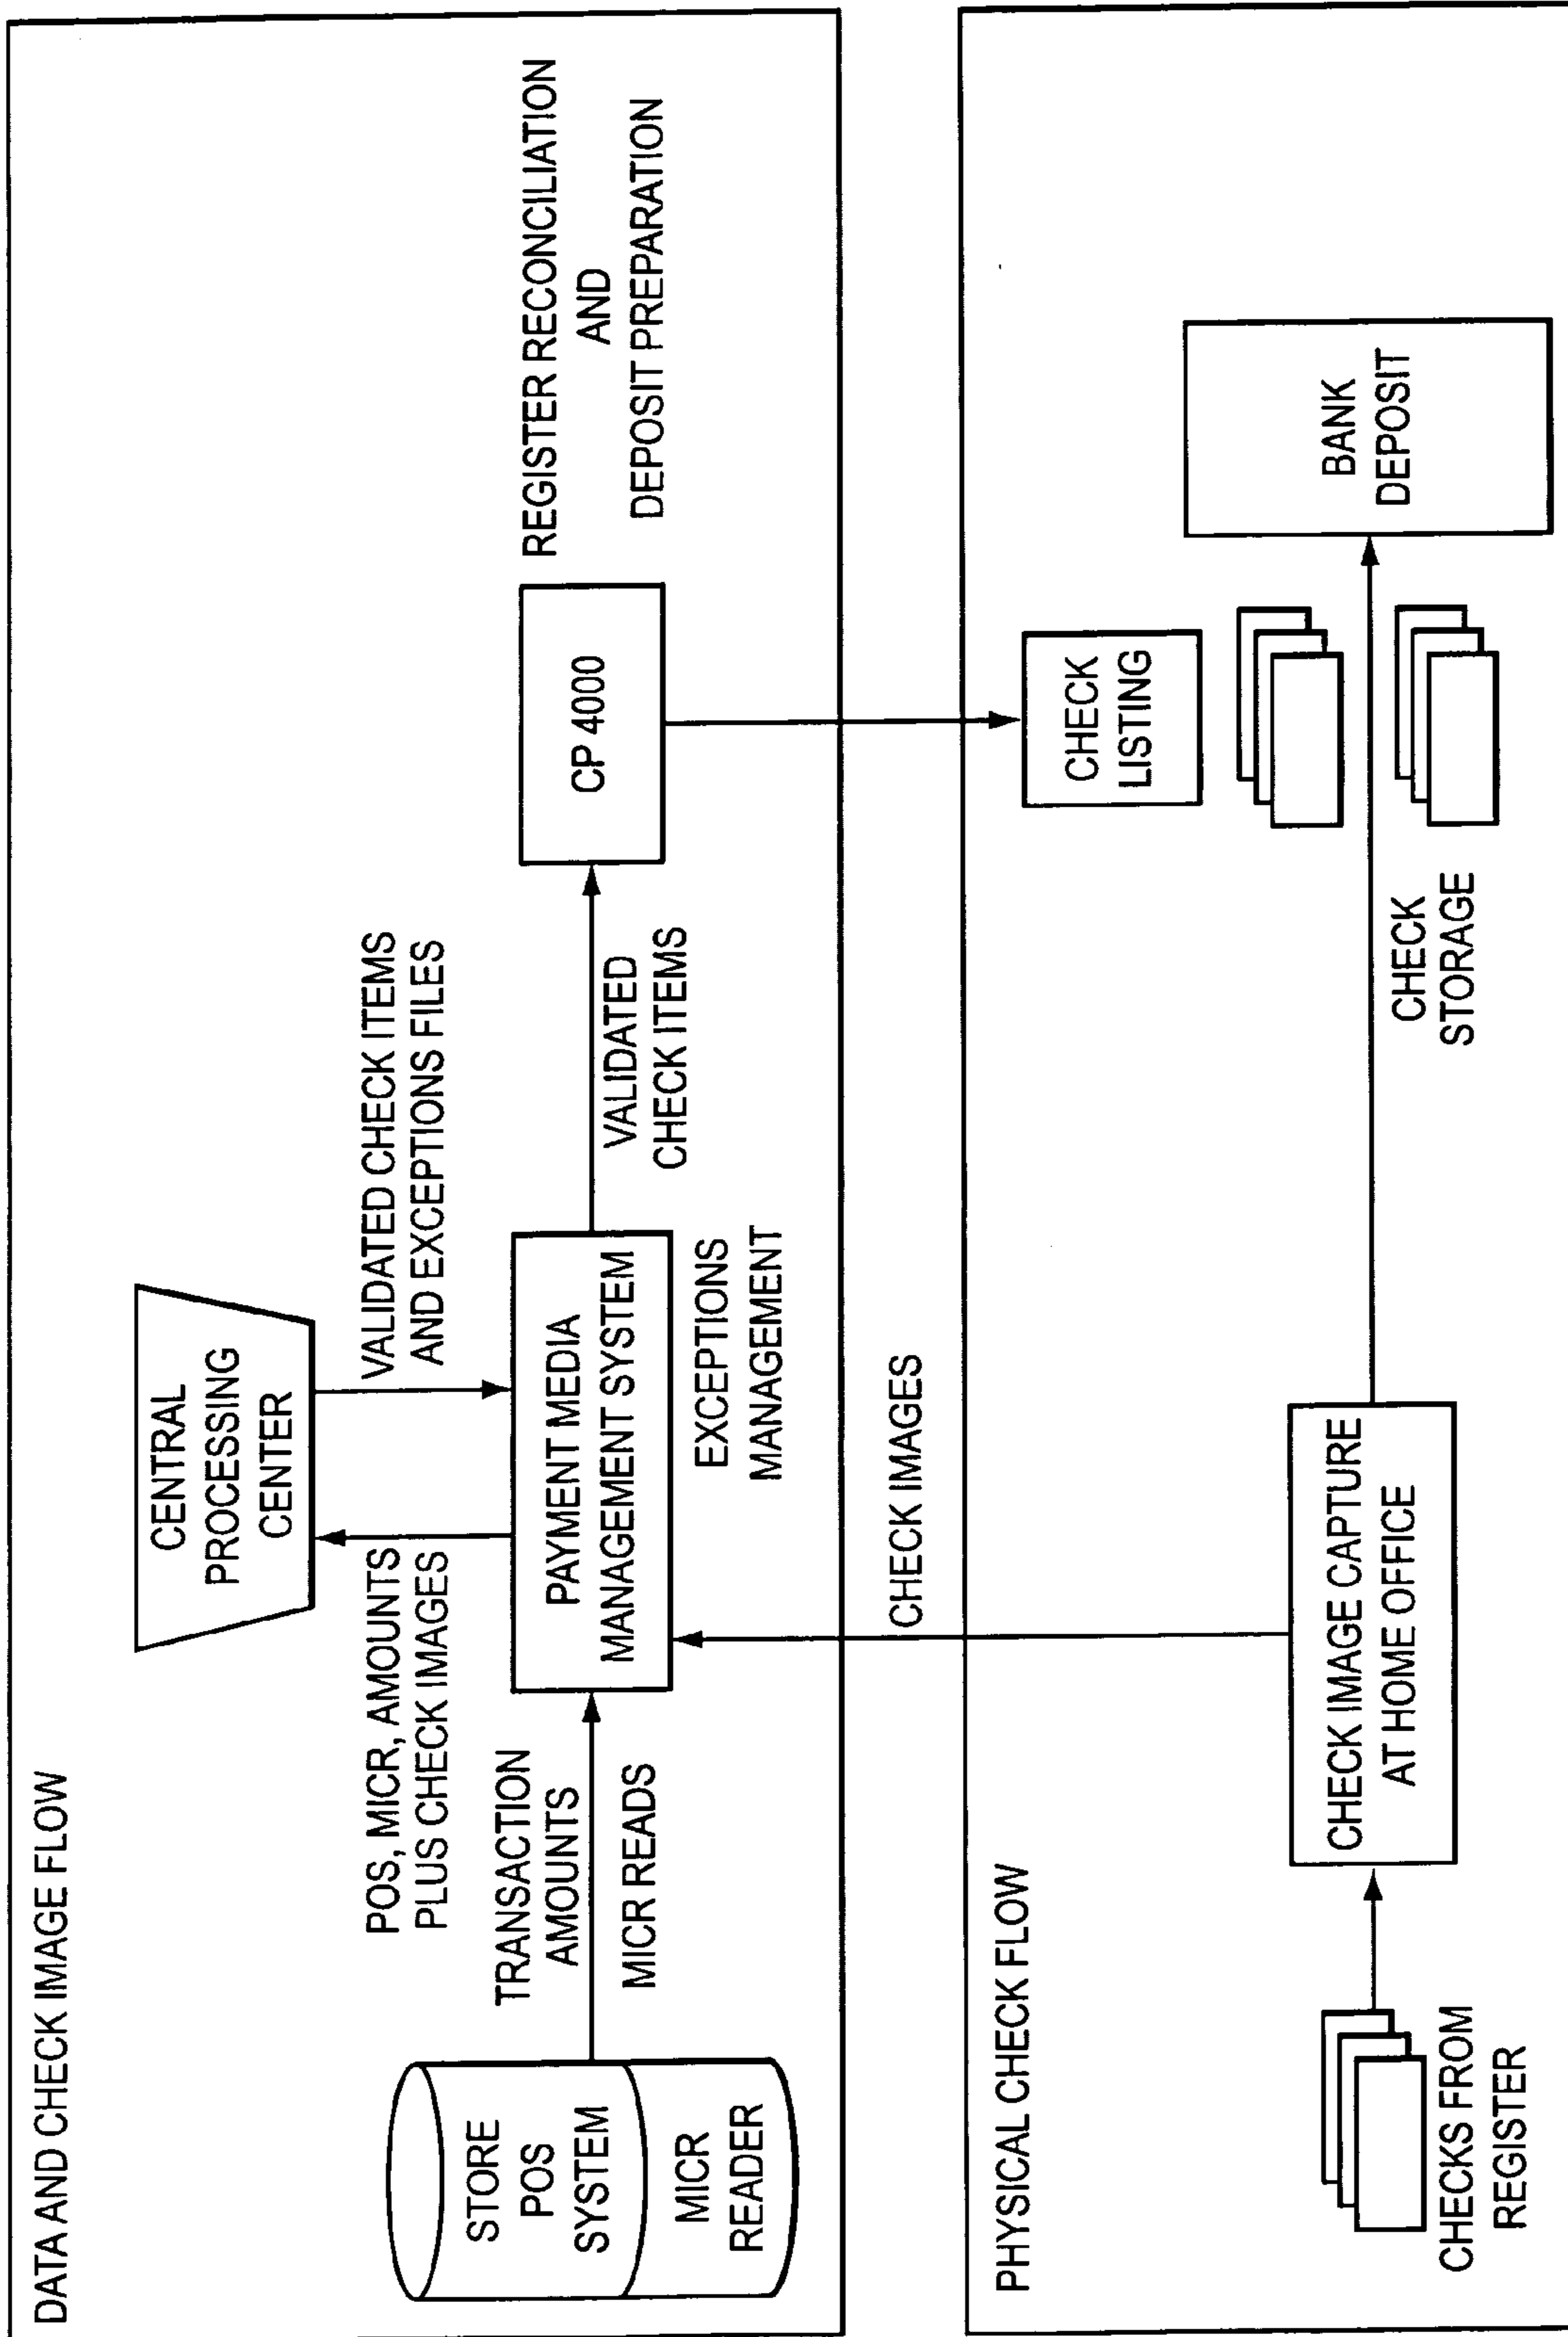 DATA AND CHECK IMAGE FLOW
CENTRAL
PROCESSING
CENTER
POS, MICR, AMOUNTS
PLUS CHECK IMAGES
VALIDATED CHECK ITEMS
AND EXCEPTIONS FILES
STORE
POS
SYSTEM
MICR
READER
TRANSACTION
AMOUNTS
MICR READS
PAYMENT MEDIA
MANAGEMENT SYSTEM
EXCEPTIONS
MANAGEMENT
VALIDATED
CHECK ITEMS
CP 4000
REGISTER RECONCILIATION
AND
DEPOSIT PREPARATION
CHECK IMAGES
PHYSICAL CHECK FLOW
CHECKS FROM
REGISTER
CHECK IMAGE CAPTURE
AT HOME OFFICE
CHECK
STORAGE
CHECK
LISTING
BANK
DEPOSIT